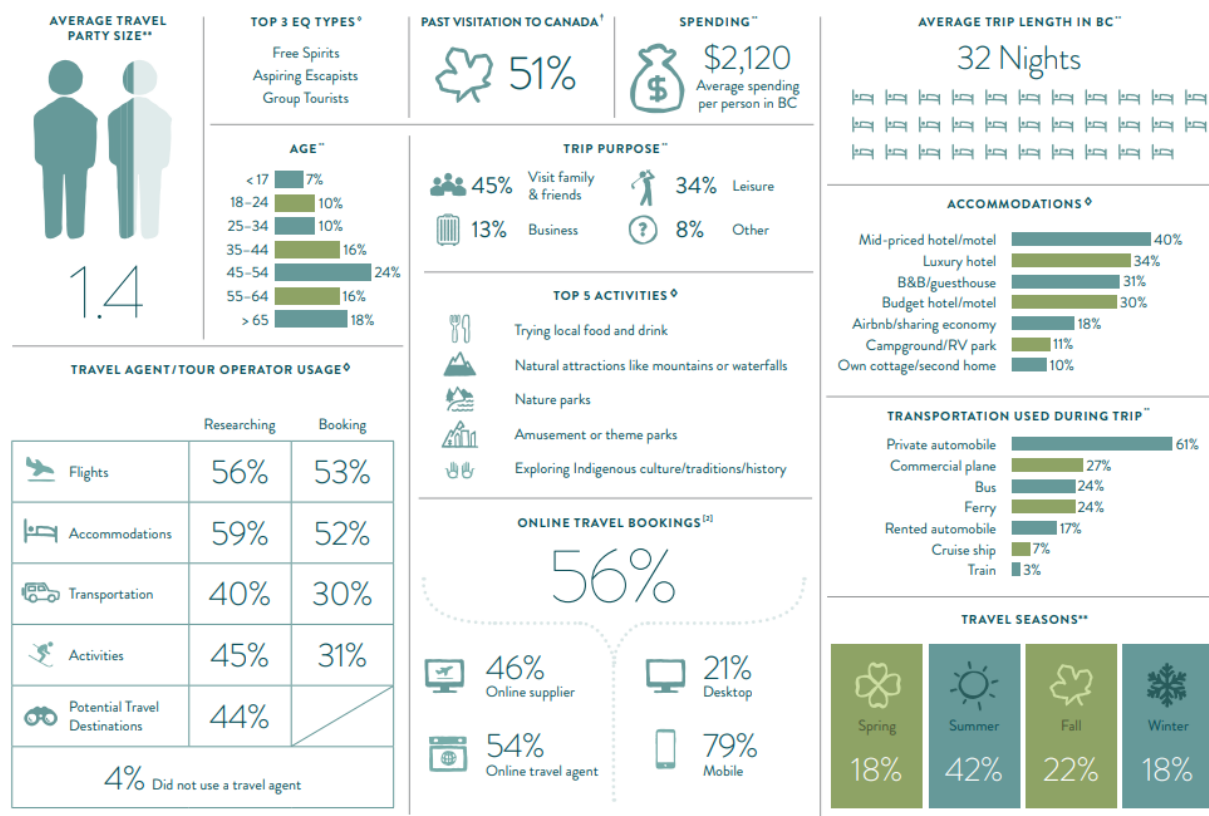 AVERAGE TRAVEL
PARTY SIZE**
1.4
TOP 3 EQ TYPES◊
Free Spirits
Aspiring Escapists
Group Tourists
PAST VISITATION TO CANADA†
51%
SPENDING**
$2,120
Average spending
per person in BC
AVERAGE TRIP LENGTH IN BC**
32 Nights
AGE**
<17 7%
18–24 10%
25–34 10%
35–44 16%
45–54 24%
55–64 16%
>65 18%
TRIP PURPOSE**
45% Visit family
& friends
34% Leisure
13% Business
8% Other
TOP 5 ACTIVITIES◊
Trying local food and drink
Natural attractions like mountains or waterfalls
Nature parks
Amusement or theme parks
Exploring Indigenous culture/traditions/history
ACCOMMODATIONS◊
Mid-priced hotel/motel 40%
Luxury hotel 34%
B&B/guesthouse 31%
Budget hotel/motel 30%
Airbnb/sharing economy 18%
Campground/RV park 11%
Own cottage/second home 10%
TRAVEL AGENT/TOUR OPERATOR USAGE◊
Researching Booking
Flights 56% 53%
Accommodations 59% 52%
Transportation 40% 30%
Activities 45% 31%
Potential Travel
Destinations 44%
4% Did not use a travel agent
ONLINE TRAVEL BOOKINGS[2]
56%
46%
Online supplier
21%
Desktop
54%
Online travel agent
79%
Mobile
TRANSPORTATION USED DURING TRIP**
Private automobile 61%
Commercial plane 27%
Bus 24%
Ferry 24%
Rented automobile 17%
Cruise ship 7%
Train 3%
TRAVEL SEASONS**
Spring Summer Fall Winter
18% 42% 22% 18%